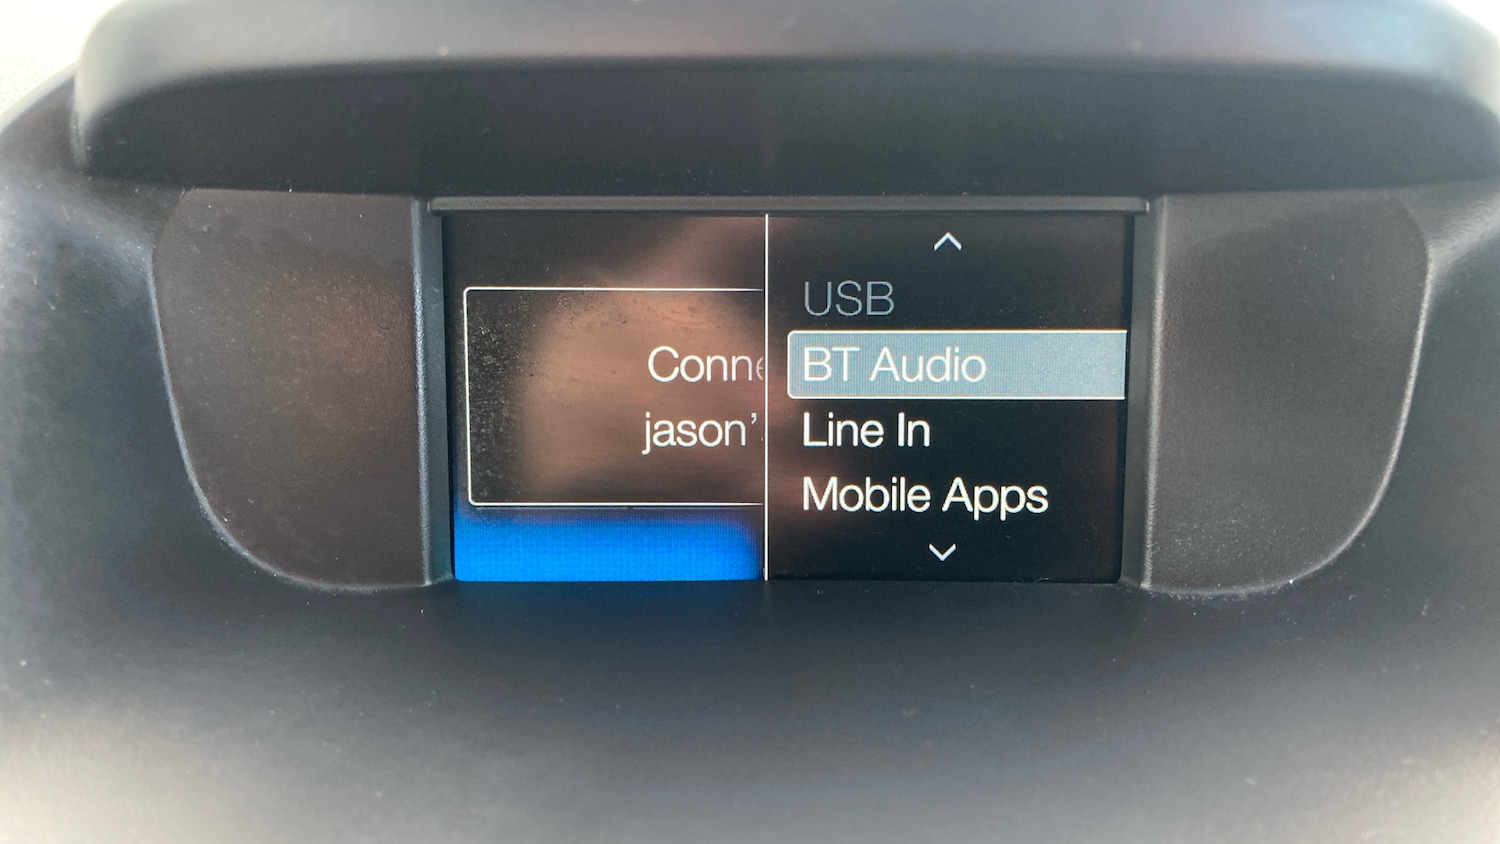 Conne
jason’
USB
BT Audio
Line In
Mobile Apps